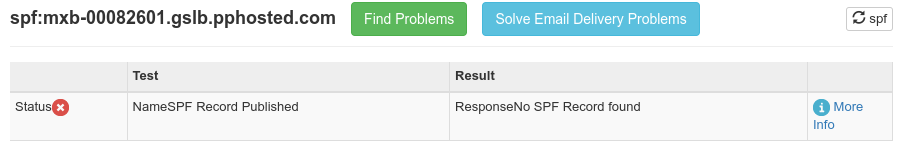 spf:mxb-00082601.gslb.pphosted.com Find Problems Solve Email Delivery Problems spf
Test Result
Status NameSPF Record Published ResponseNo SPF Record found More
Info